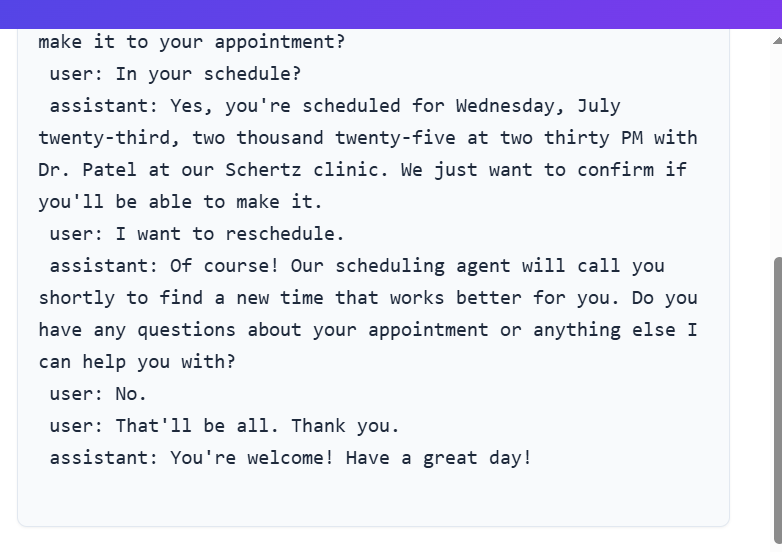 make it to your appointment?
user: In your schedule?
assistant: Yes, you're scheduled for Wednesday, July
twenty-third, two thousand twenty-five at two thirty PM with
Dr. Patel at our Schertz clinic. We just want to confirm if
you'll be able to make it.
user: I want to reschedule.
assistant: Of course! Our scheduling agent will call you
shortly to find a new time that works better for you. Do you
have any questions about your appointment or anything else I
can help you with?
user: No.
user: That'll be all. Thank you.
assistant: You're welcome! Have a great day!